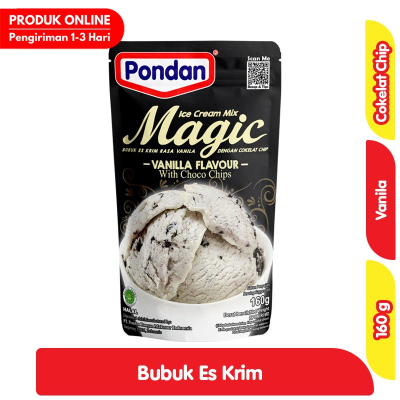 PRODUK ONLINE
Pengiriman 1-3 Hari
Pondan
Scan Me
Ice Cream Mix
Magic
BUBUK ES KRIM RASA VANILA DENGAN COKELAT CHIP
VANILLA FLAVOUR
With Choco Chips
160g
HALAL
Cokelat Chip
Vanila
160 g
Bubuk Es Krim